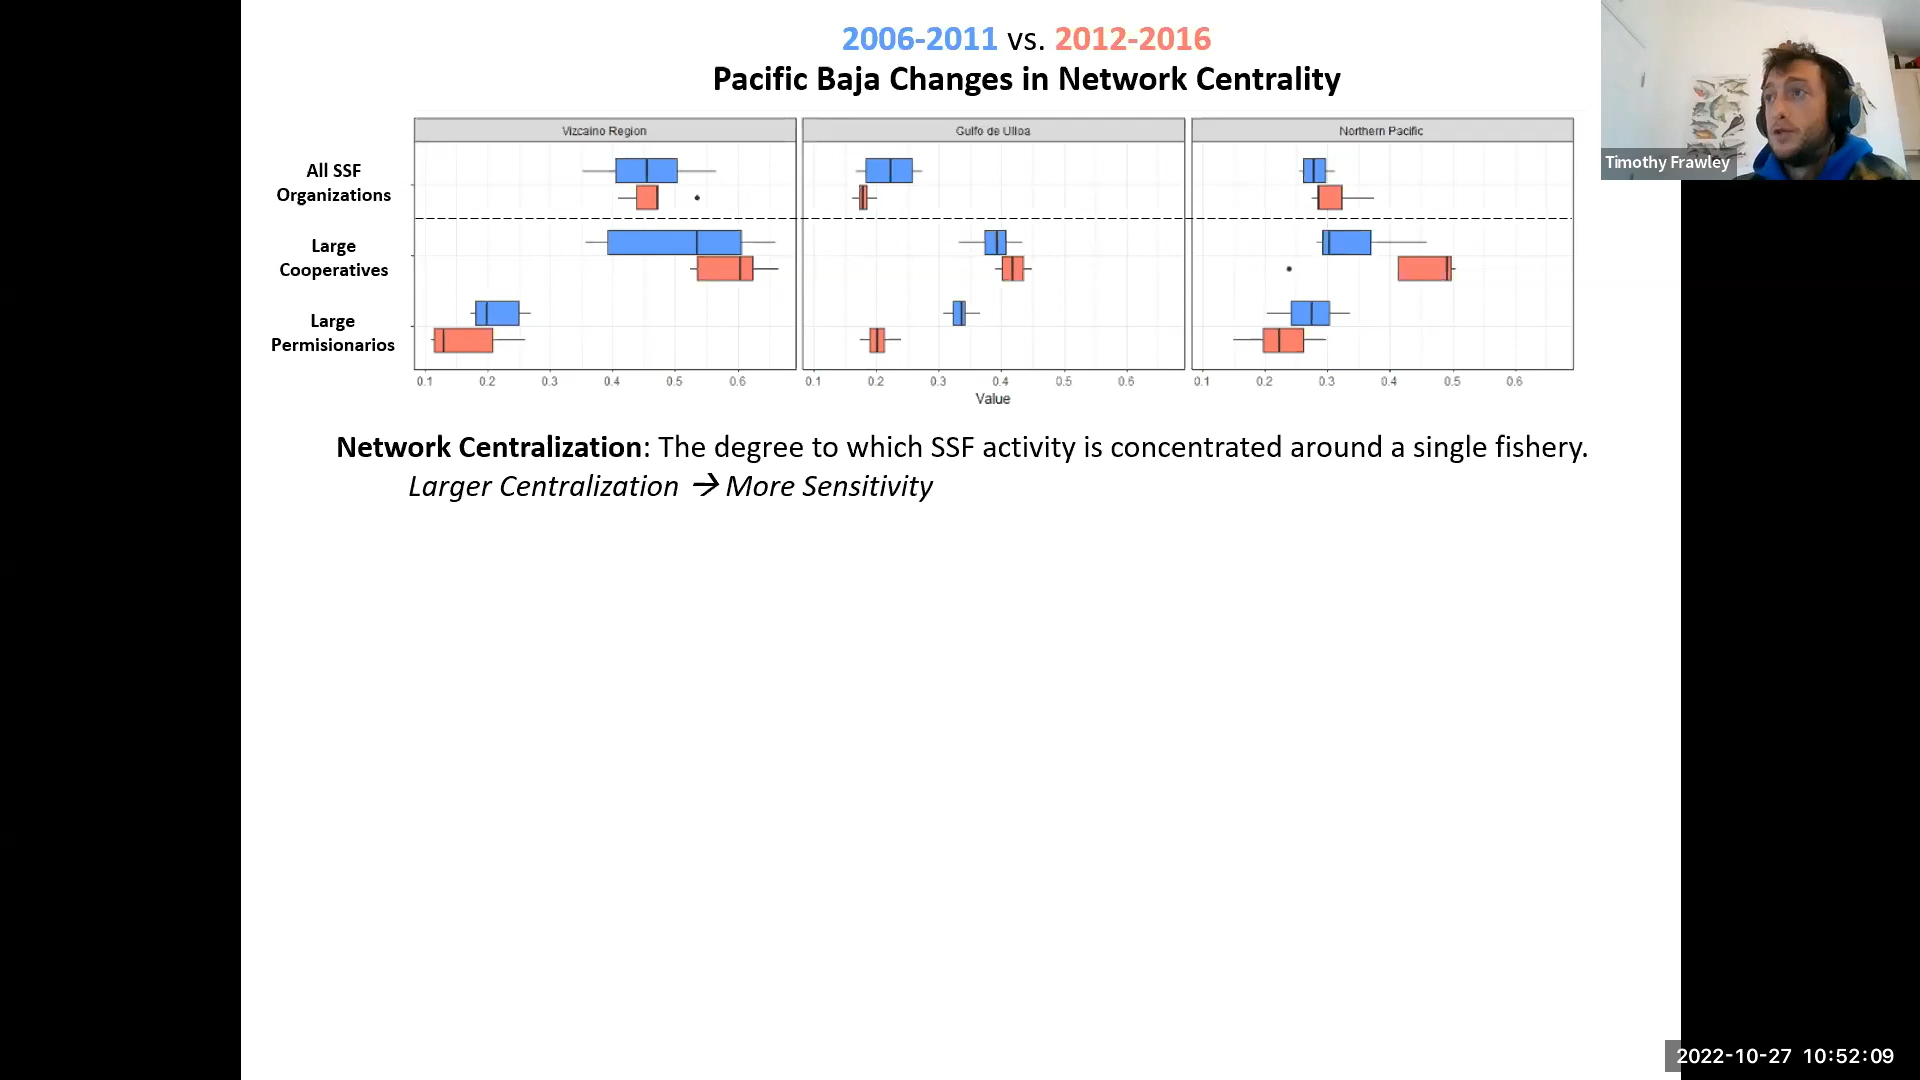 2006-2011 vs. 2012-2016
Pacific Baja Changes in Network Centrality
Vizcaino Region
Gulfo de Ulloa
Northern Pacific
All SSF
Organizations
Large
Cooperatives
Large
Permisionarios
0.1 0.2 0.3 0.4 0.5 0.6
0.1 0.2 0.3 0.4 0.5 0.6
0.1 0.2 0.3 0.4 0.5 0.6
Value
Network Centralization: The degree to which SSF activity is concentrated around a single fishery.
Larger Centralization → More Sensitivity
Timothy Frawley
2022-10-27 10:52:09